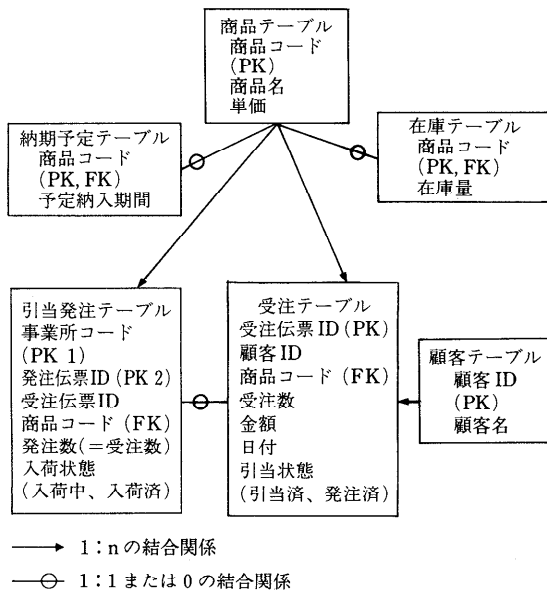 商品テーブル
商品コード
(PK)
商品名
単価
納期予定テーブル
商品コード
(PK, FK)
予定納入期間
在庫テーブル
商品コード
(PK, FK)
在庫量
引当発注テーブル
事業所コード
(PK 1)
発注伝票ID (PK 2)
受注伝票ID
商品コード (FK)
発注数(=受注数)
入荷状態
(入荷中、入荷済)
受注テーブル
受注伝票ID (PK)
顧客ID
商品コード (FK)
受注数
金額
日付
引当状態
(引当済、発注済)
顧客テーブル
顧客ID
(PK)
顧客名
1:nの結合関係
1:1または0の結合関係